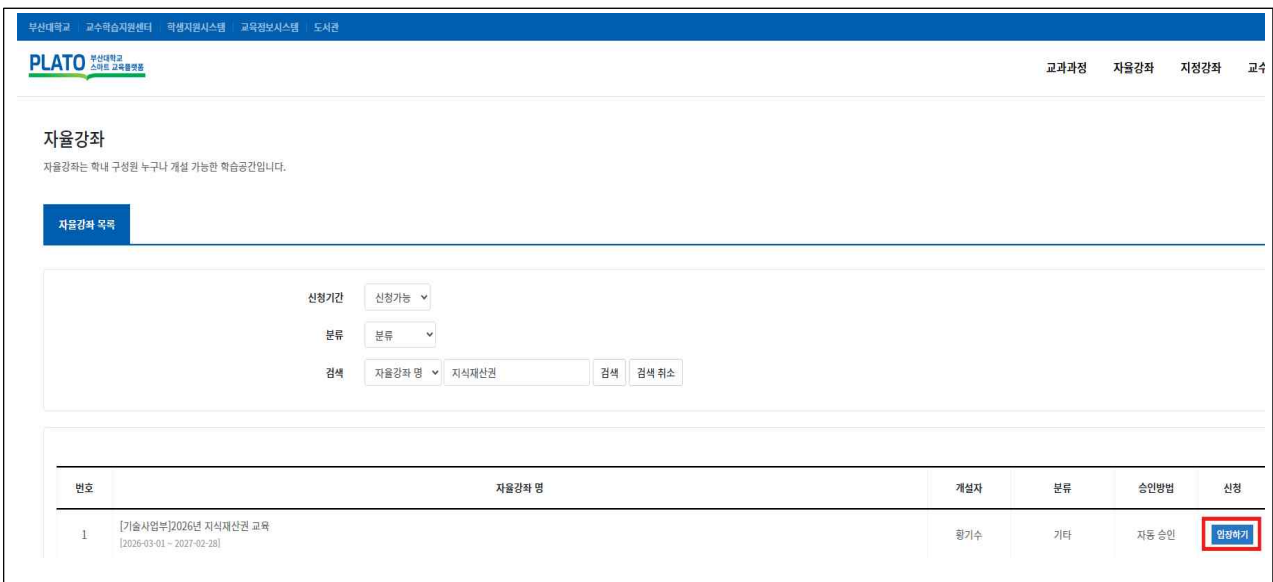 부산대학교 교수학습지원센터 학생지원시스템 교육정보시스템 도서관
PLATO 부산대학교 스마트 교육플랫폼
교과과정 자율강좌 지정강좌 교수
자율강좌
자율강좌는 학내 구성원 누구나 개설 가능한 학습공간입니다.
자율강좌 목록
신청기간 신청가능
분류 분류
검색 자율강좌 명 지식재산권 검색 검색 취소
번호 자율강좌 명 개설자 분류 승인방법 신청
1 [기술사업부]2026년 지식재산권 교육 황기수 기타 자동 승인 입장하기
[2026-03-01 ~ 2027-02-28]